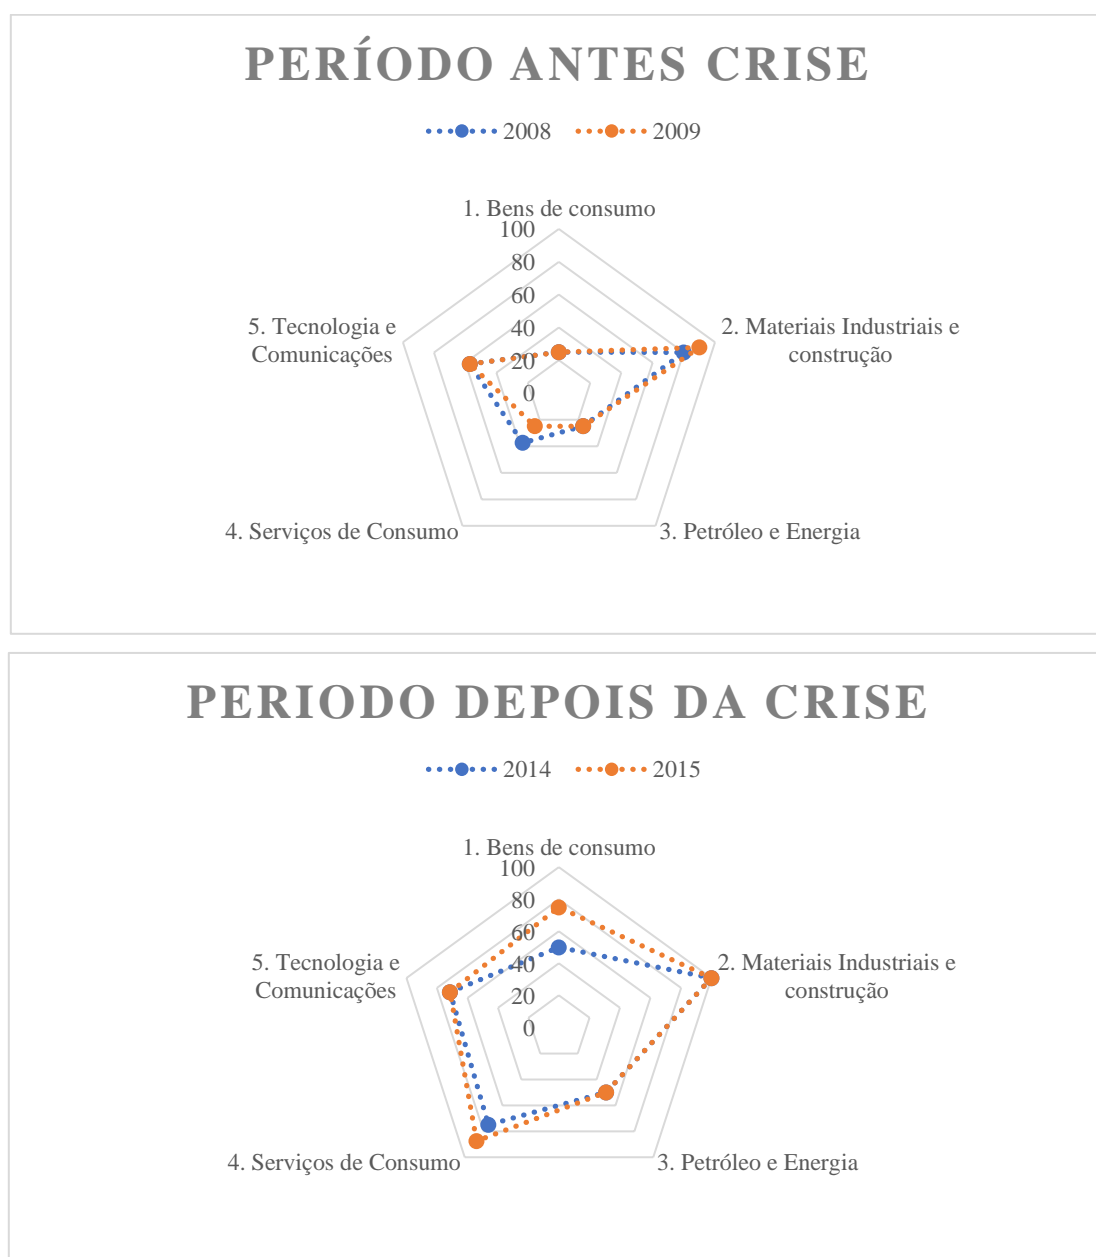 PERÍODO ANTES CRISE
2008 2009
1. Bens de consumo
100
80
60
40
20
0
2. Materiais Industriais e
construção
3. Petróleo e Energia
4. Serviços de Consumo
5. Tecnologia e
Comunicações
PERIODO DEPOIS DA CRISE
2014 2015
1. Bens de consumo
100
80
60
40
20
0
2. Materiais Industriais e
construção
3. Petróleo e Energia
4. Serviços de Consumo
5. Tecnologia e
Comunicações